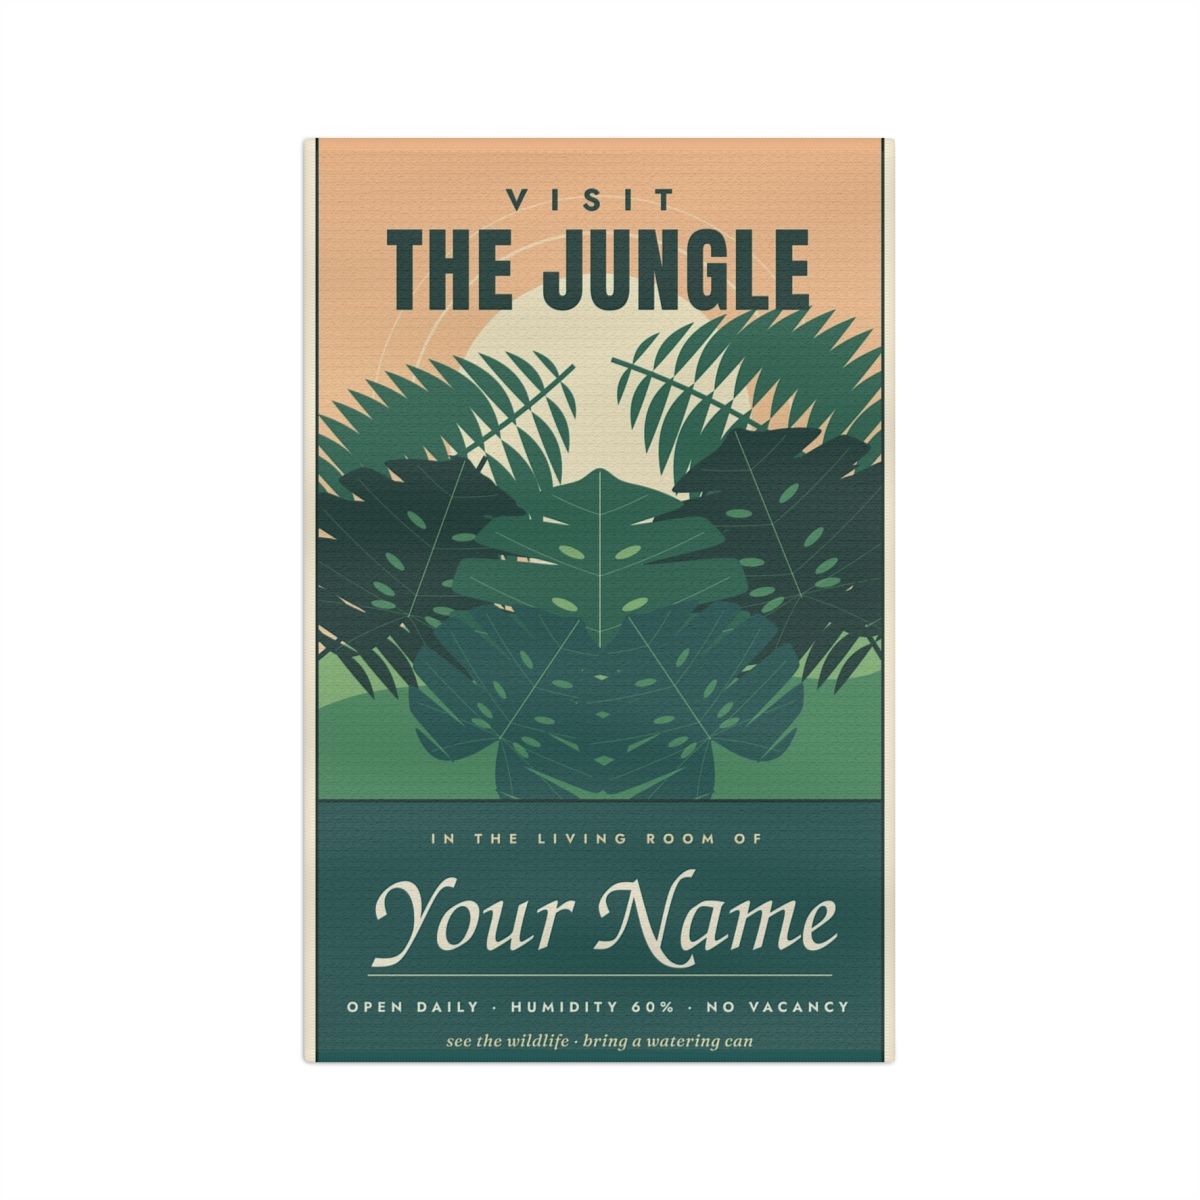 VISIT
THE JUNGLE
IN THE LIVING ROOM OF
Your Name
OPEN DAILY · HUMIDITY 60% · NO VACANCY
see the wildlife · bring a watering can